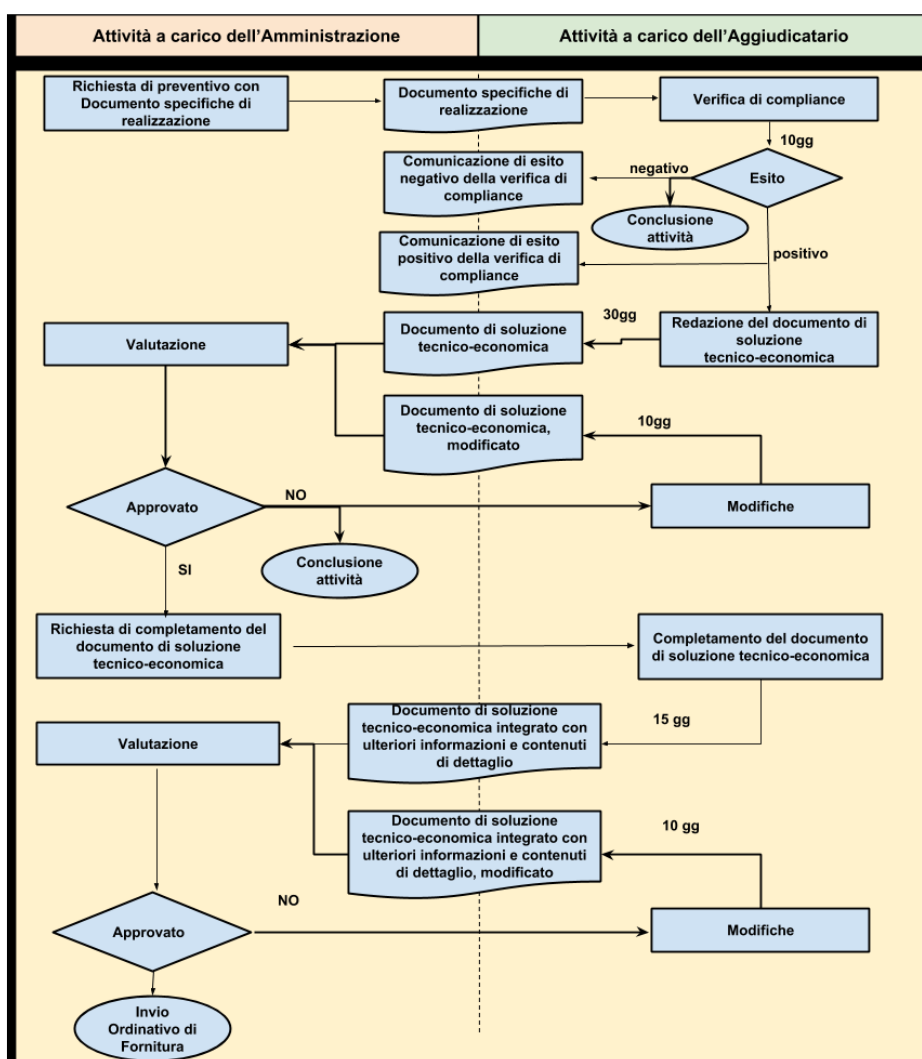 Attività a carico dell'Amministrazione
Attività a carico dell'Aggiudicatario
Richiesta di preventivo con
Documento specifiche di
realizzazione
Documento specifiche di
realizzazione
Verifica di compliance
10gg
Comunicazione di esito
negativo della verifica di
compliance
negativo
Esito
Conclusione
attività
Comunicazione di esito
positivo della verifica di
compliance
positivo
Valutazione
Documento di soluzione
tecnico-economica
30gg
Redazione del documento di
soluzione
tecnico-economica
Documento di soluzione
tecnico-economica,
modificato
10gg
Approvato
NO
Modifiche
Conclusione
attività
SI
Richiesta di completamento del
documento di soluzione
tecnico-economica
Completamento del documento
di soluzione tecnico-economica
Valutazione
Documento di soluzione
tecnico-economica integrato con
ulteriori informazioni e contenuti
di dettaglio
15 gg
Documento di soluzione
tecnico-economica integrato con
ulteriori informazioni e contenuti
di dettaglio, modificato
10 gg
NO
Approvato
Modifiche
Invio
Ordinativo di
Fornitura